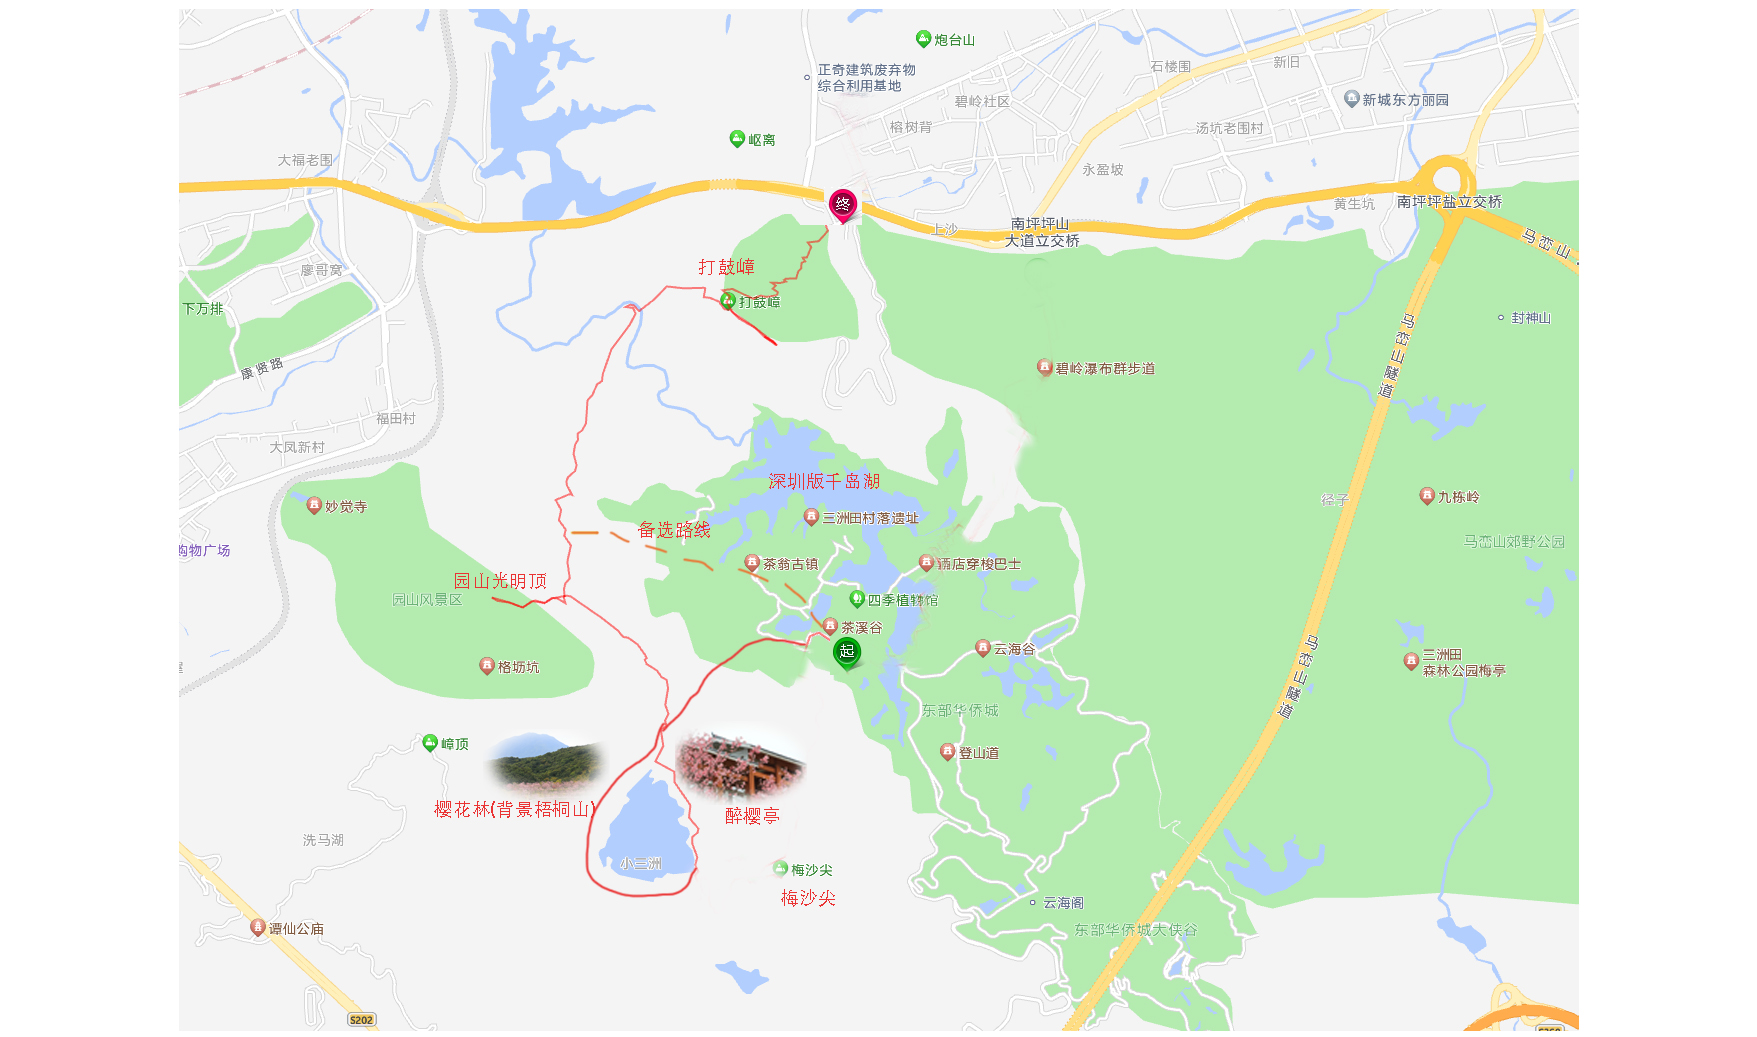 炮台山
正奇建筑废弃物
综合利用基地
石楼围
新旧
新城东方丽园
碧岭社区
榕树背
汤坑老围村
岖离
大福老围
永盈坡
终
黄生坑
南坪坪盐立交桥
上沙
南坪坪山
大道立交桥
马峦山
廖哥窝
打鼓嶂
打鼓嶂
下万排
封神山
康贤路
马峦山隧道
碧岭瀑布群步道
福田村
大凤新村
深圳版千岛湖
妙觉寺
三洲田村落遗址
径子
九栋岭
备选路线
购物广场
马峦山郊野公园
茶翁古镇
酒店穿梭巴士
园山光明顶
园山风景区
四季植物馆
茶溪谷
起
云海谷
格坜坑
三洲田
森林公园梅亭
马峦山隧道
东部华侨城
嶂顶
登山道
樱花林(背景梧桐山)
醉樱亭
洗马湖
小三洲
梅沙尖
梅沙尖
云海阁
谭仙公庙
东部华侨城大侠谷
S202